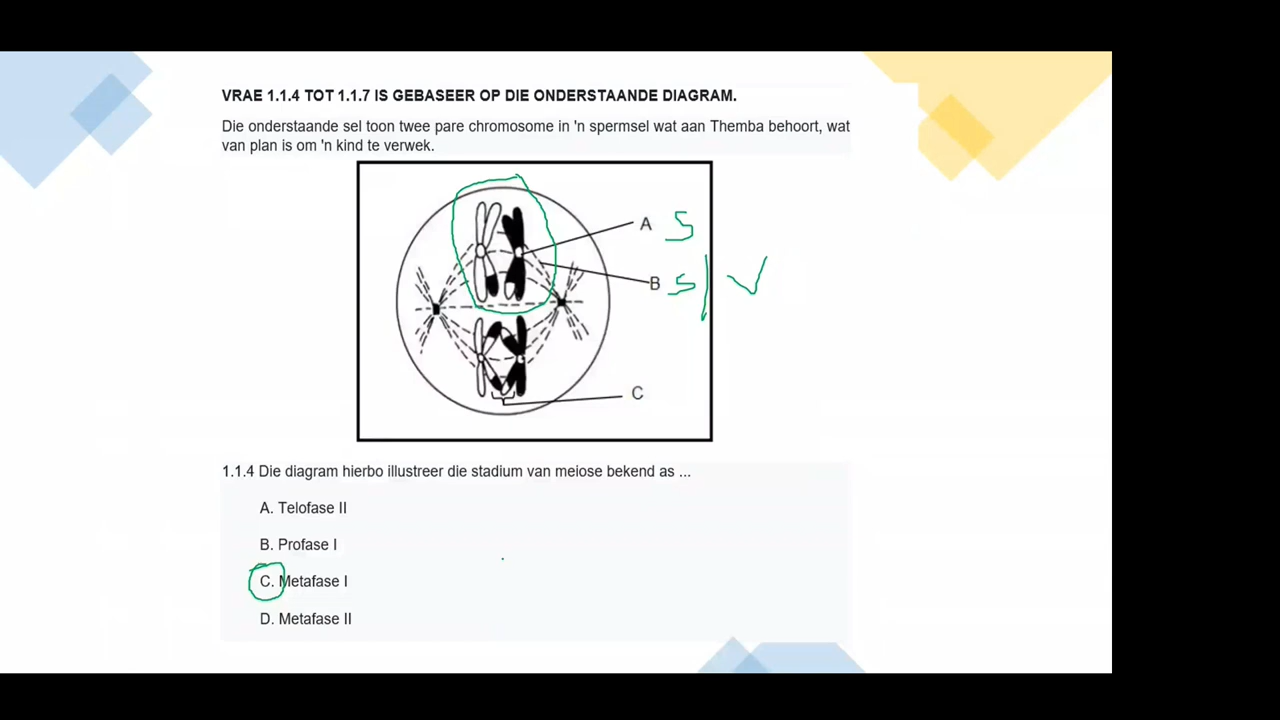 VRAE 1.1.4 TOT 1.1.7 IS GEBASEER OP DIE ONDERSTAANDE DIAGRAM.
Die onderstaande sel toon twee pare chromosome in 'n spermsel wat aan Themba behoort, wat
van plan is om 'n kind te verwek.
A S
B S | V
C
1.1.4 Die diagram hierbo illustreer die stadium van meiose bekend as ...
A. Telofase II
B. Profase I
C. Metafase I
D. Metafase II